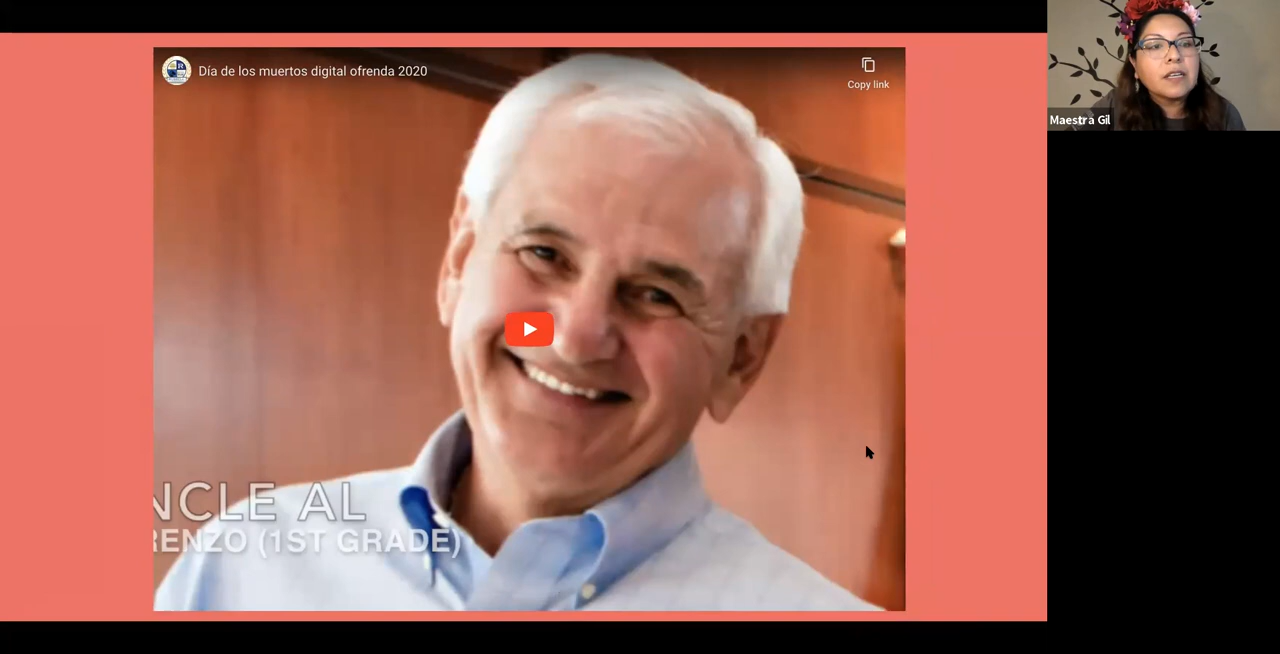 Día de los muertos digital ofrenda 2020
Copy link
Maestra Gil
NCLE AL
RENZO (1ST GRADE)